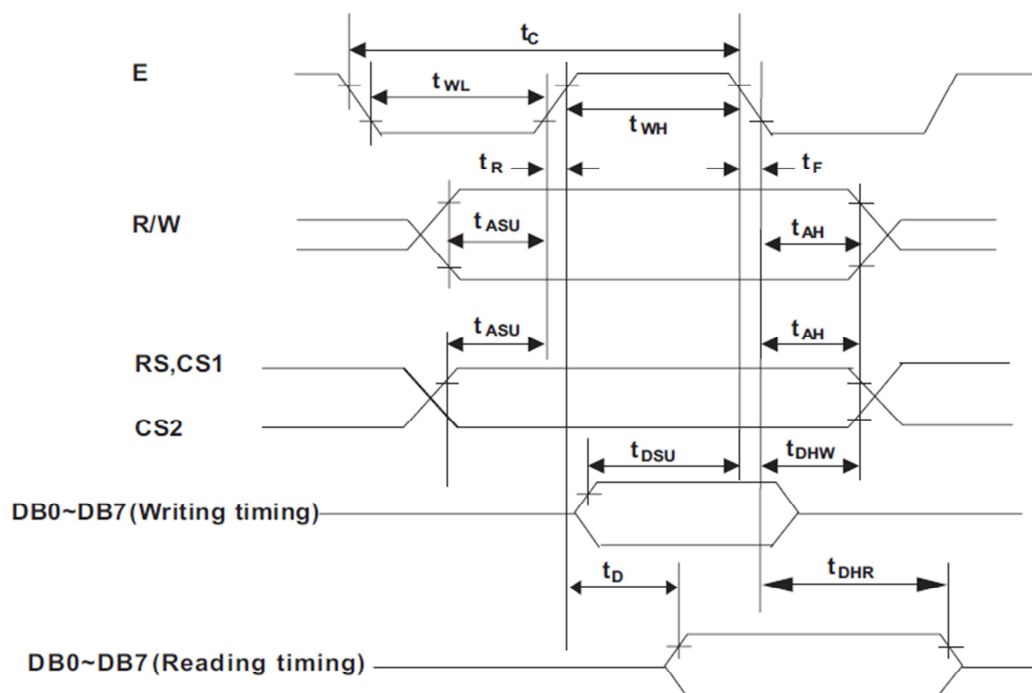 tC
E
tWL
tWH
tR
tF
R/W
tASU
tAH
tASU
tAH
RS,CS1
CS2
tDSU
tDHW
DB0~DB7(Writing timing)
tD
tDHR
DB0~DB7(Reading timing)